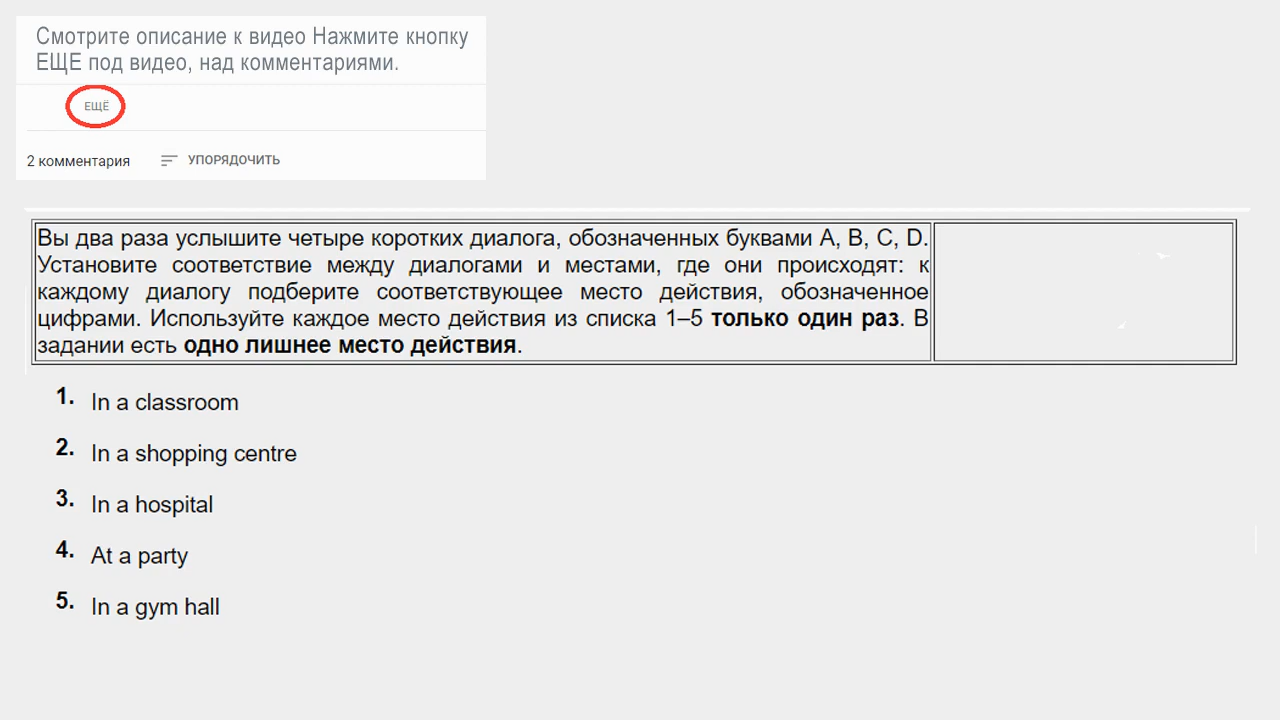 Смотрите описание к видео Нажмите кнопку
ЕЩЕ под видео, над комментариями.
ЕЩЁ
2 комментария УПОРЯДОЧИТЬ
Вы два раза услышите четыре коротких диалога, обозначенных буквами A, B, C, D.
Установите соответствие между диалогами и местами, где они происходят: к
каждому диалогу подберите соответствующее место действия, обозначенное
цифрами. Используйте каждое место действия из списка 1–5 только один раз. В
задании есть одно лишнее место действия.
1. In a classroom
2. In a shopping centre
3. In a hospital
4. At a party
5. In a gym hall